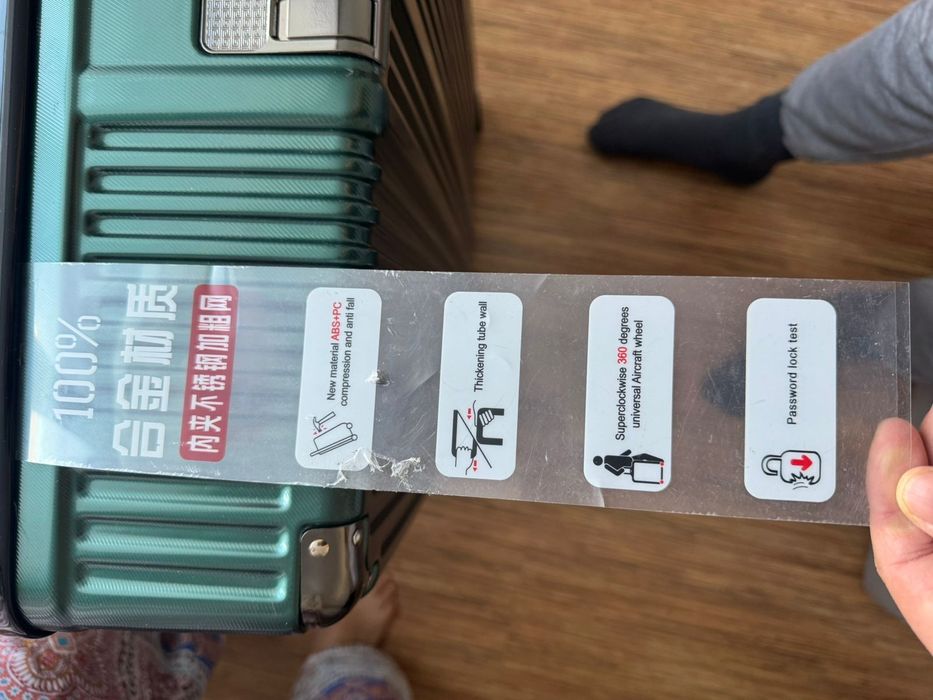 100%
合金材质
内夹不锈钢加粗网
New material ABS+PC
compression and anti fall
Thickening tube wall
Superclockwise 360 degrees
universal Aircraft wheel
Password lock test